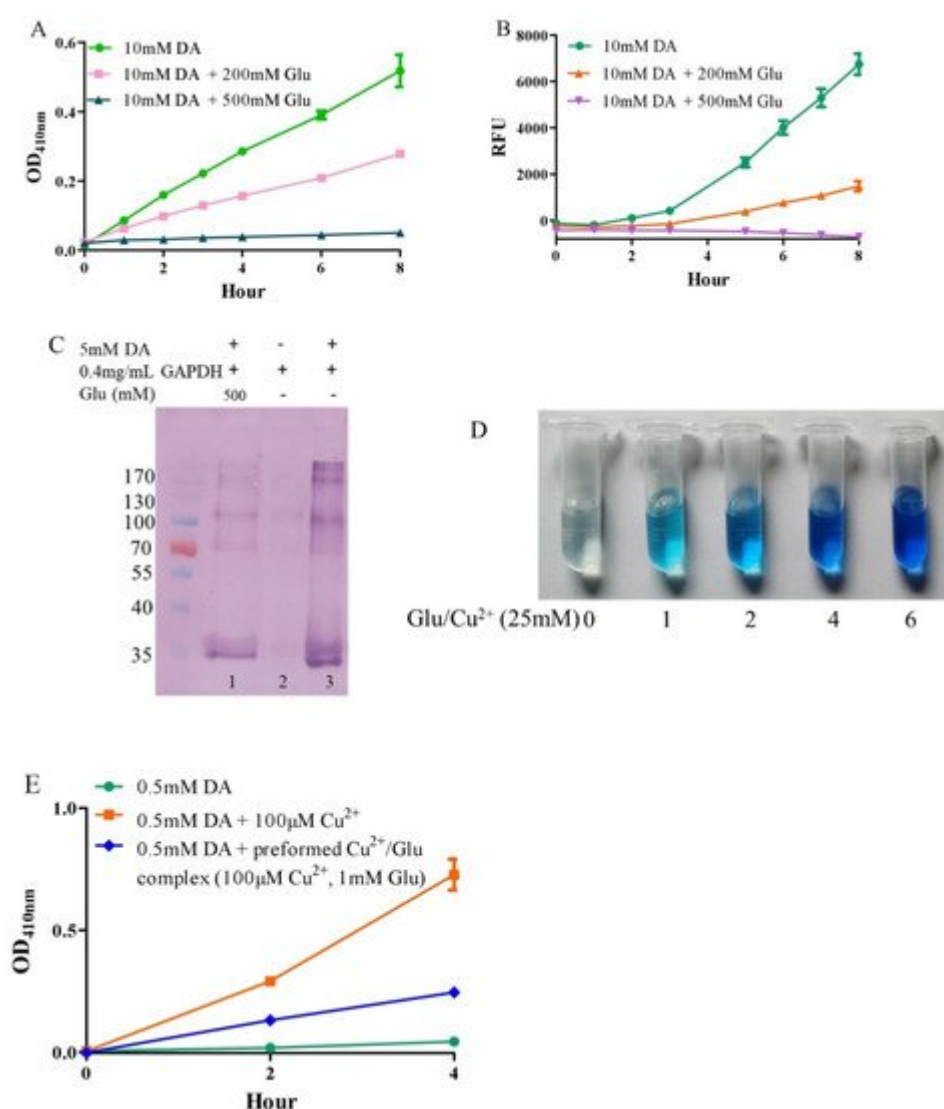 A
10mM DA
10mM DA + 200mM Glu
10mM DA + 500mM Glu
OD410nm
0.6
0.4
0.2
0.0
0 2 4 6 8
Hour
B
10mM DA
10mM DA + 200mM Glu
10mM DA + 500mM Glu
RFU
8000
6000
4000
2000
0
0 2 4 6 8
Hour
C
5mM DA + - +
0.4mg/mL GAPDH + + +
Glu (mM) 500 - -
170
130
100
70
55
40
35
1 2 3
D
Glu/Cu²⁺ (25mM) 0 1 2 4 6
E
0.5mM DA
0.5mM DA + 100μM Cu²⁺
0.5mM DA + preformed Cu²⁺/Glu
complex (100μM Cu²⁺, 1mM Glu)
OD410nm
1.0
0.5
0.0
0 2 4
Hour